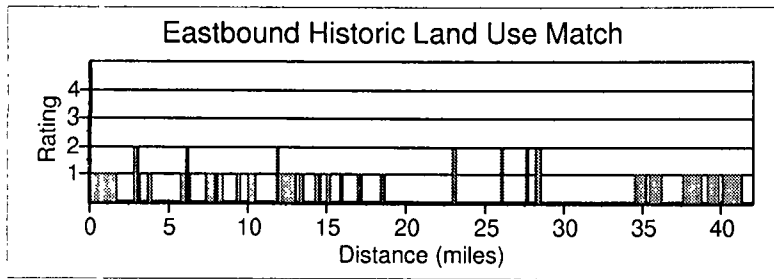 Eastbound Historic Land Use Match
Rating
4
3
2
1
0 5 10 15 20 25 30 35 40
Distance (miles)